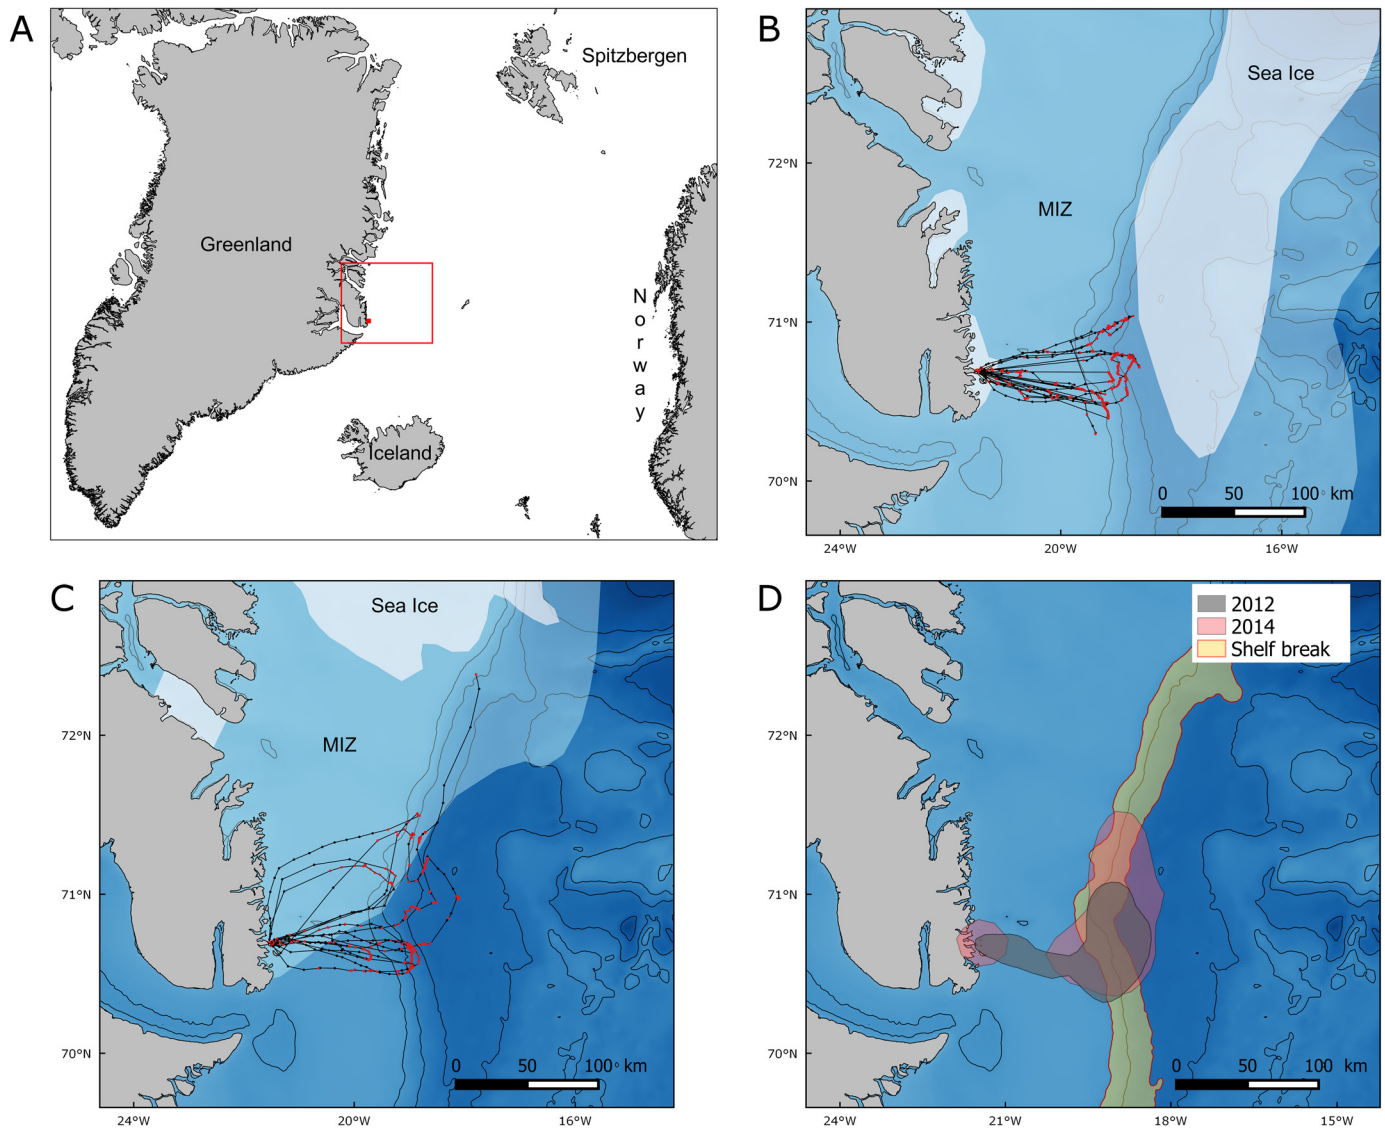 A
Spitzbergen
Greenland
Norway
Iceland
B
Sea Ice
MIZ
72°N
71°N
70°N
0 50 100 km
24°W 20°W 16°W
C
Sea Ice
MIZ
72°N
71°N
70°N
0 50 100 km
24°W 20°W 16°W
D
2012
2014
Shelf break
72°N
71°N
70°N
0 50 100 km
24°W 21°W 18°W 15°W